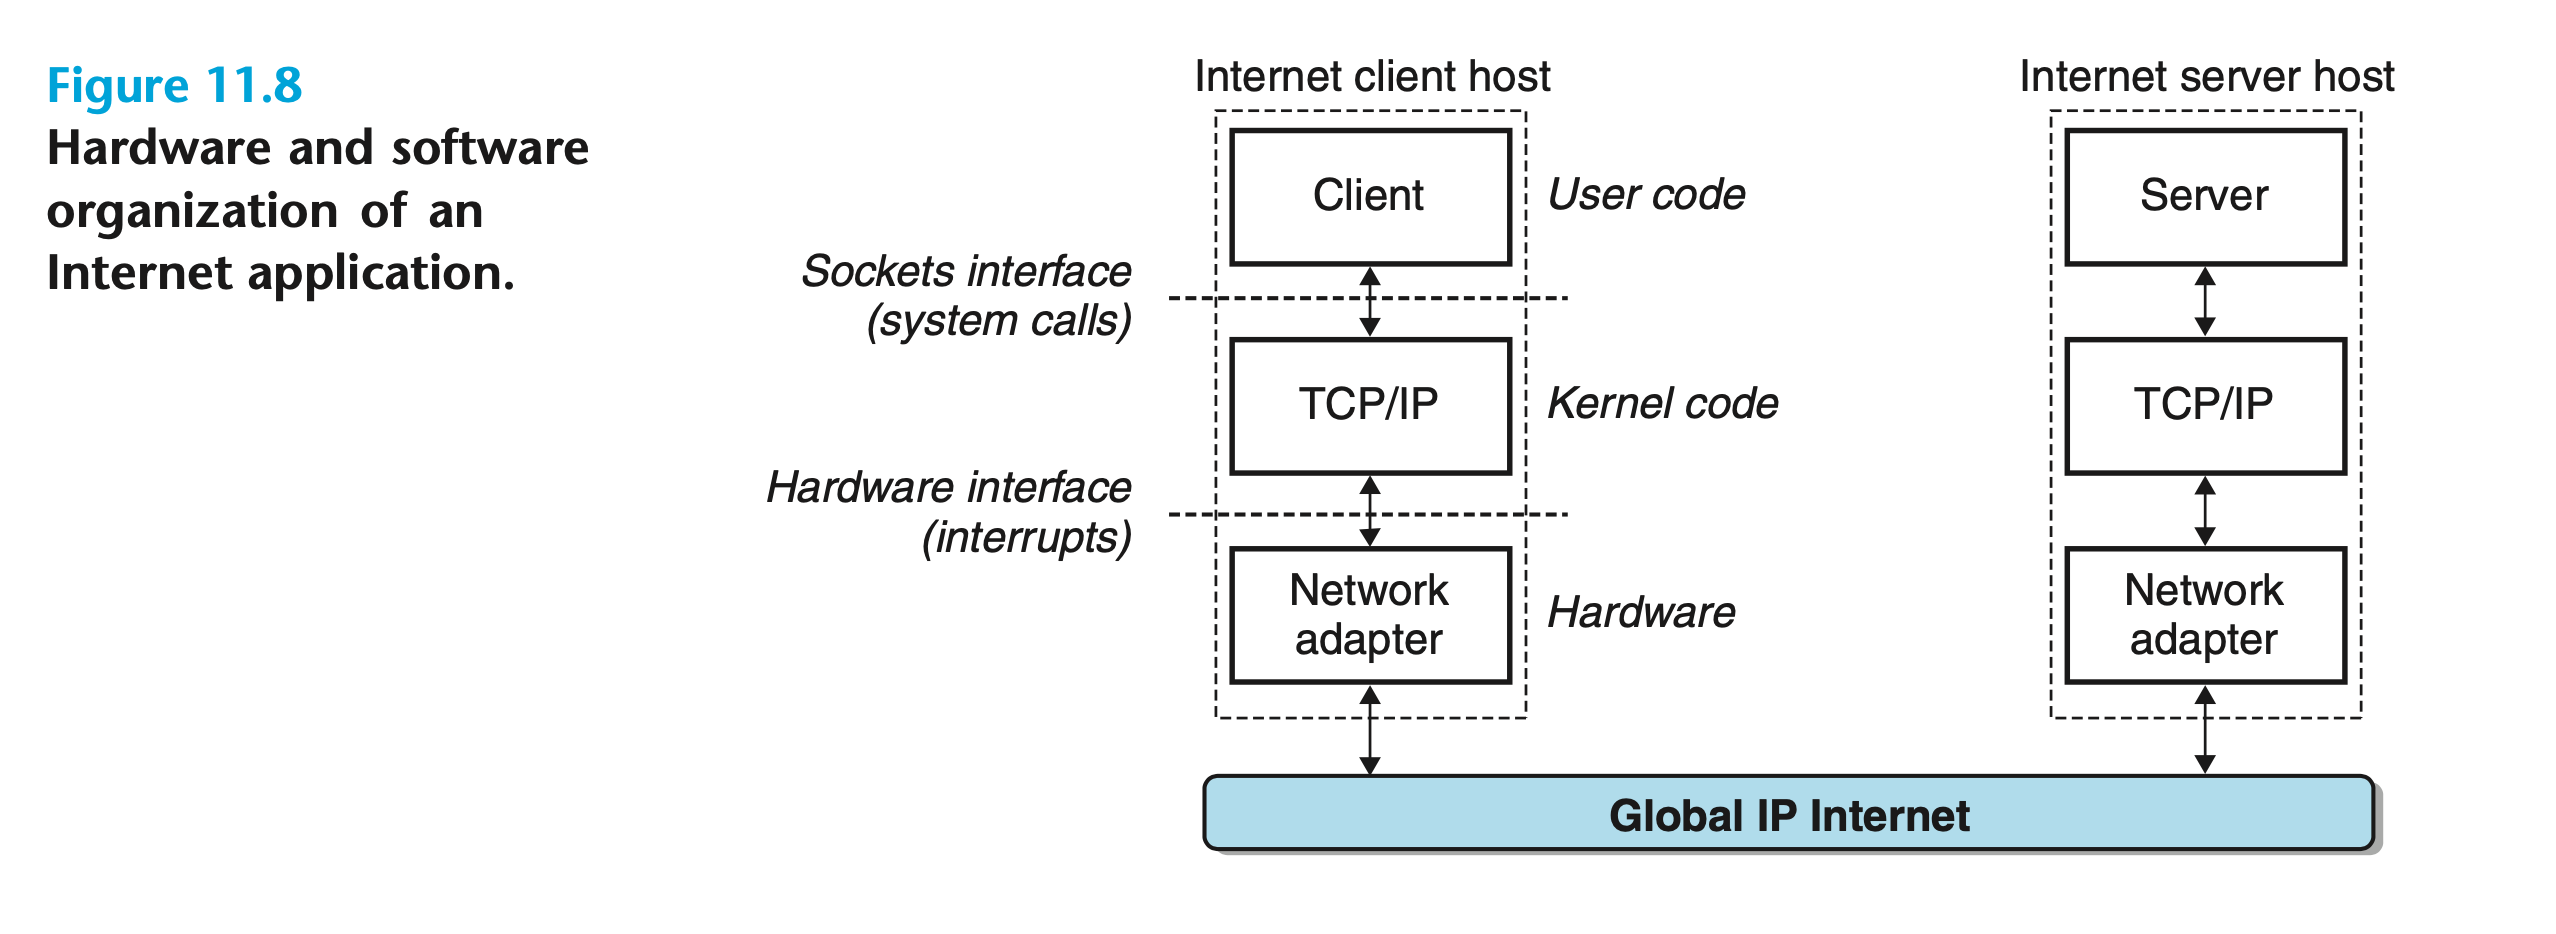 Figure 11.8
Hardware and software
organization of an
Internet application.
Internet client host
Internet server host
Client
User code
Server
Sockets interface
(system calls)
TCP/IP
Kernel code
TCP/IP
Hardware interface
(interrupts)
Network
adapter
Hardware
Network
adapter
Global IP Internet